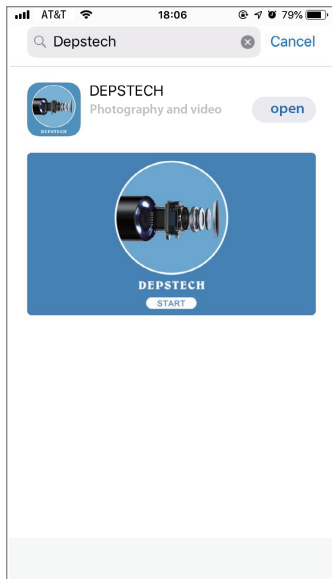 AT&T 18:06 79%
Depstech Cancel
DEPSTECH
Photography and video
open
DEPSTECH
DEPSTECH
START